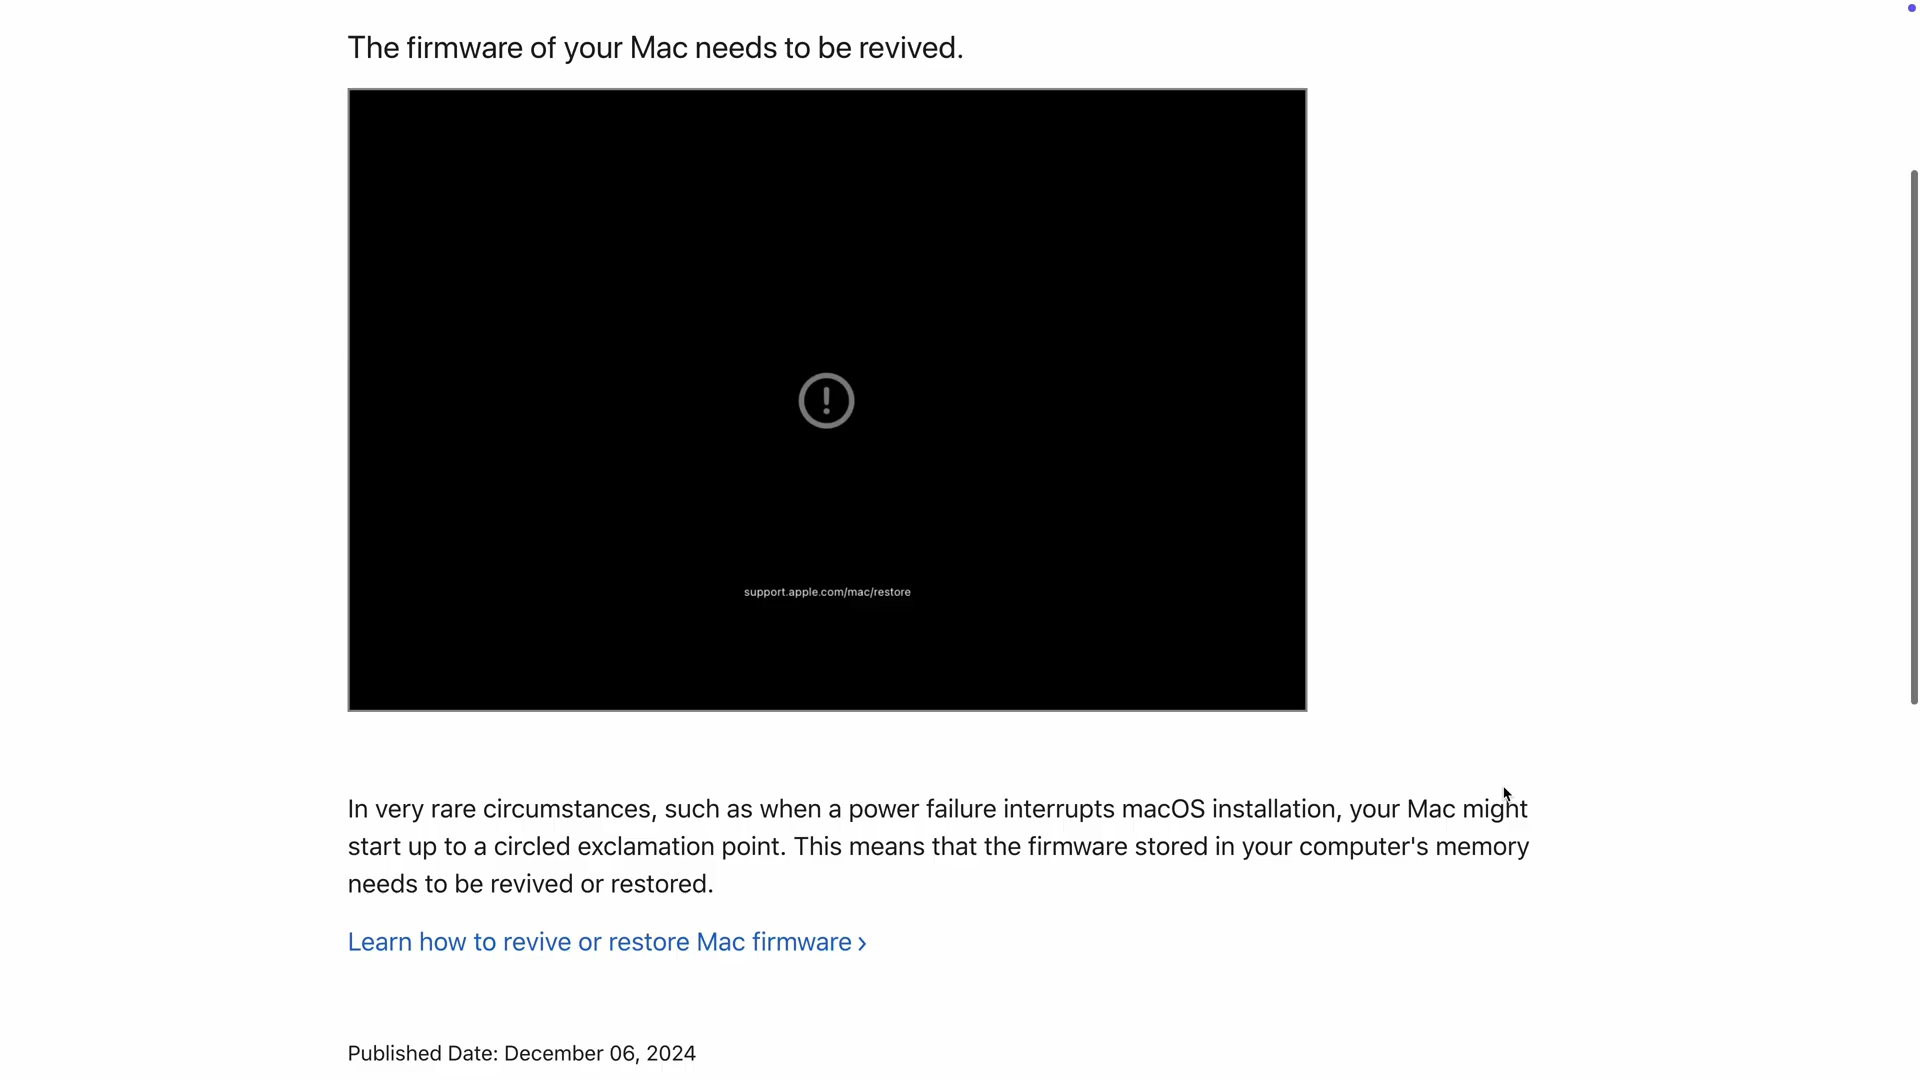 The firmware of your Mac needs to be revived.
support.apple.com/mac/restore
In very rare circumstances, such as when a power failure interrupts macOS installation, your Mac might
start up to a circled exclamation point. This means that the firmware stored in your computer's memory
needs to be revived or restored.
Learn how to revive or restore Mac firmware ›
Published Date: December 06, 2024